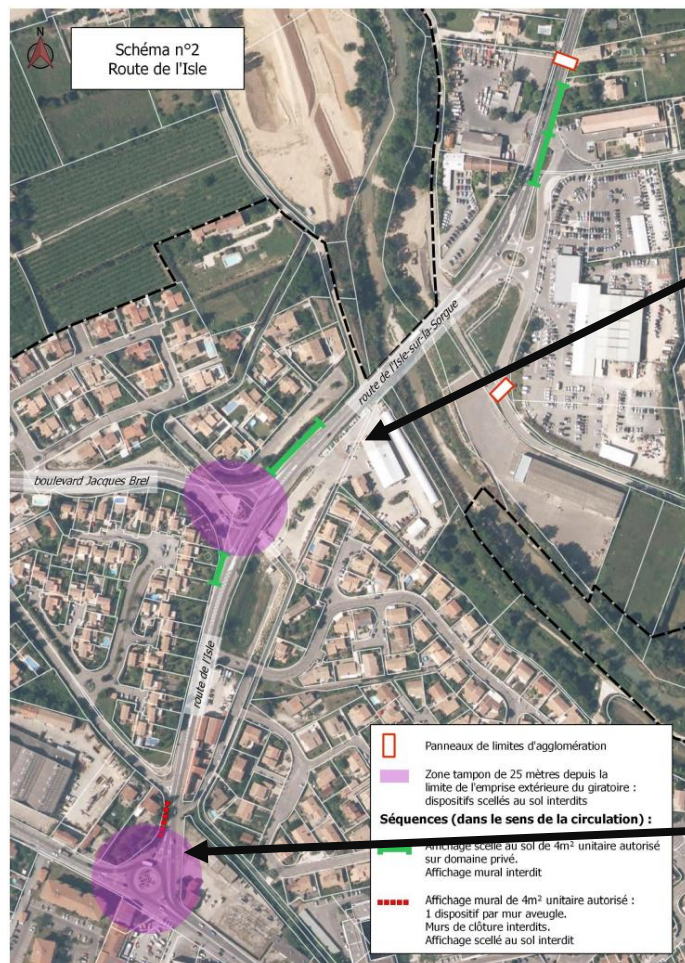 N
Schéma n°2
Route de l'Isle
route de l'Isle-sur-la-Sorgue
boulevard Jacques Brel
route de l'Isle
Panneaux de limites d'agglomération
Zone tampon de 25 mètres depuis la
limite de l'emprise extérieure du giratoire :
dispositifs scellés au sol interdits
Séquences (dans le sens de la circulation) :
Affichage scellé au sol de 4m² unitaire autorisé
sur domaine privé.
Affichage mural interdit
Affichage mural de 4m² unitaire autorisé :
1 dispositif par mur aveugle.
Murs de clôture interdits.
Affichage scellé au sol interdit